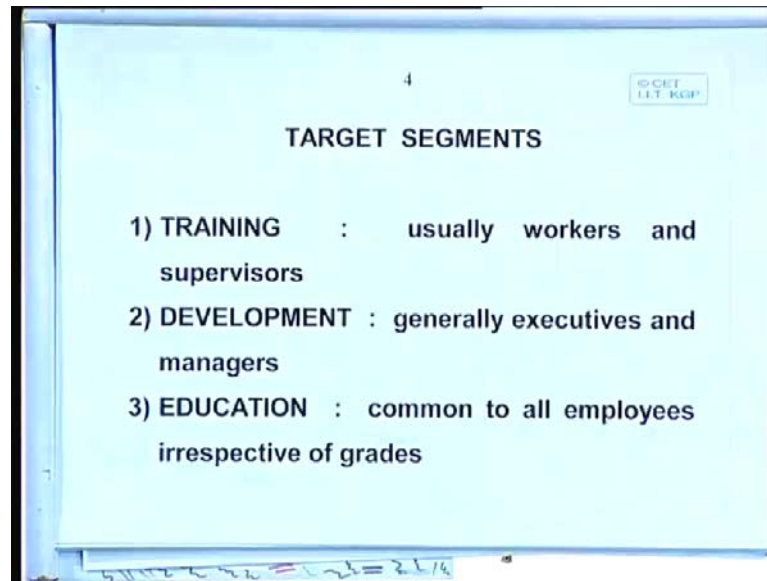 4
© CET
I.I.T. KGP
TARGET SEGMENTS
1) TRAINING : usually workers and
supervisors
2) DEVELOPMENT : generally executives and
managers
3) EDUCATION : common to all employees
irrespective of grades